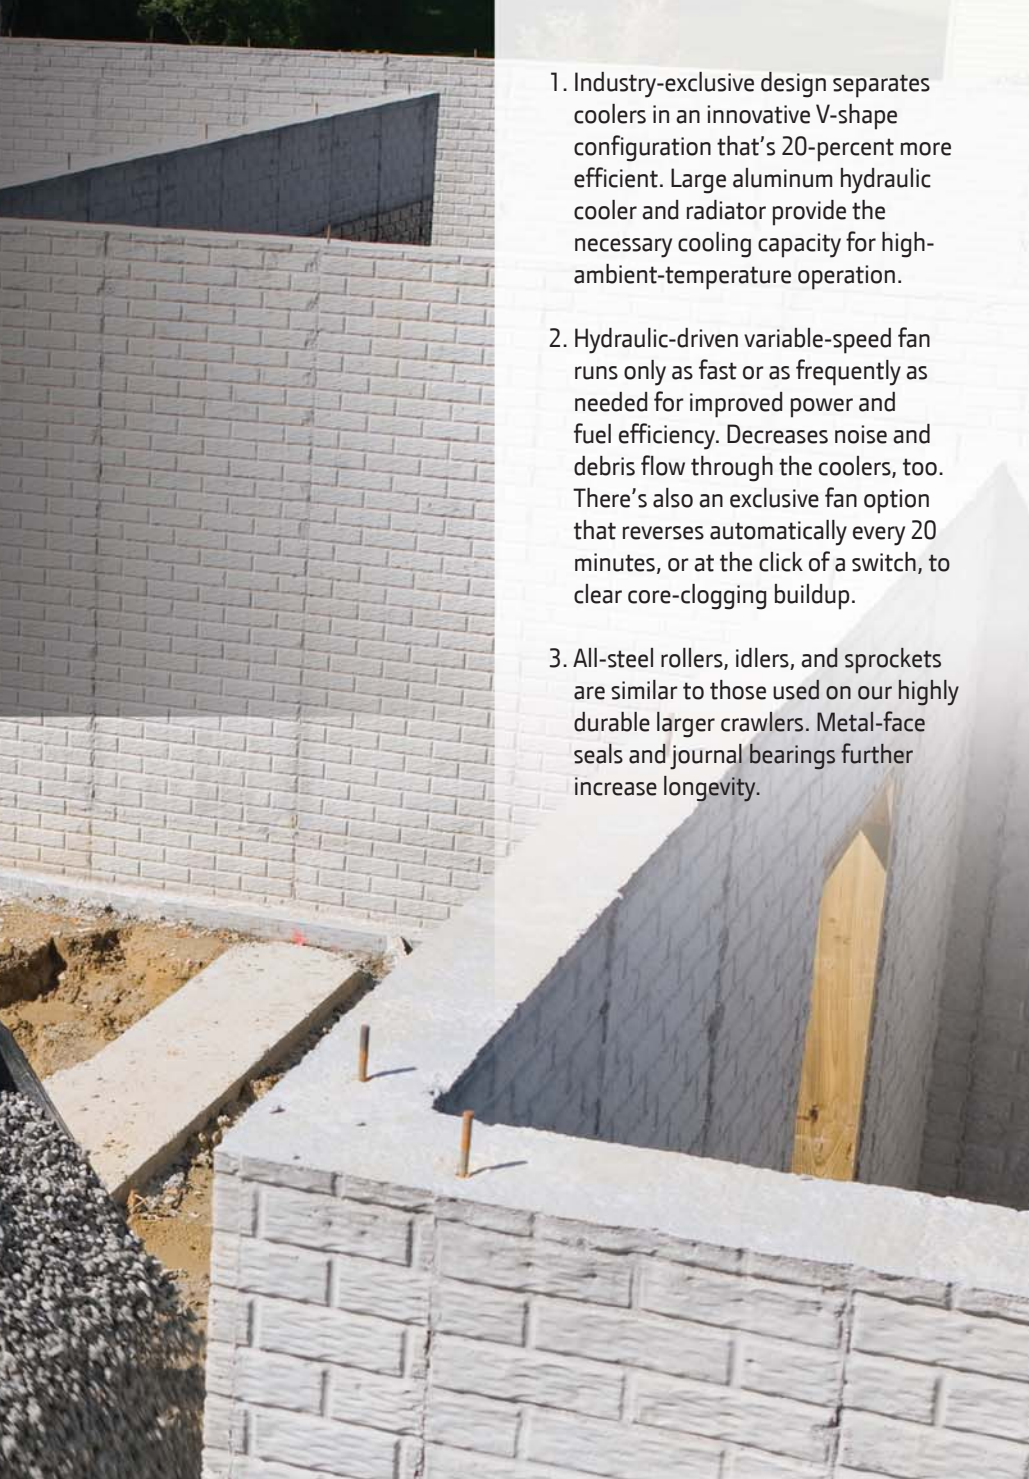 1. Industry-exclusive design separates
coolers in an innovative V-shape
configuration that's 20-percent more
efficient. Large aluminum hydraulic
cooler and radiator provide the
necessary cooling capacity for high-
ambient-temperature operation.
2. Hydraulic-driven variable-speed fan
runs only as fast or as frequently as
needed for improved power and
fuel efficiency. Decreases noise and
debris flow through the coolers, too.
There's also an exclusive fan option
that reverses automatically every 20
minutes, or at the click of a switch, to
clear core-clogging buildup.
3. All-steel rollers, idlers, and sprockets
are similar to those used on our highly
durable larger crawlers. Metal-face
seals and journal bearings further
increase longevity.